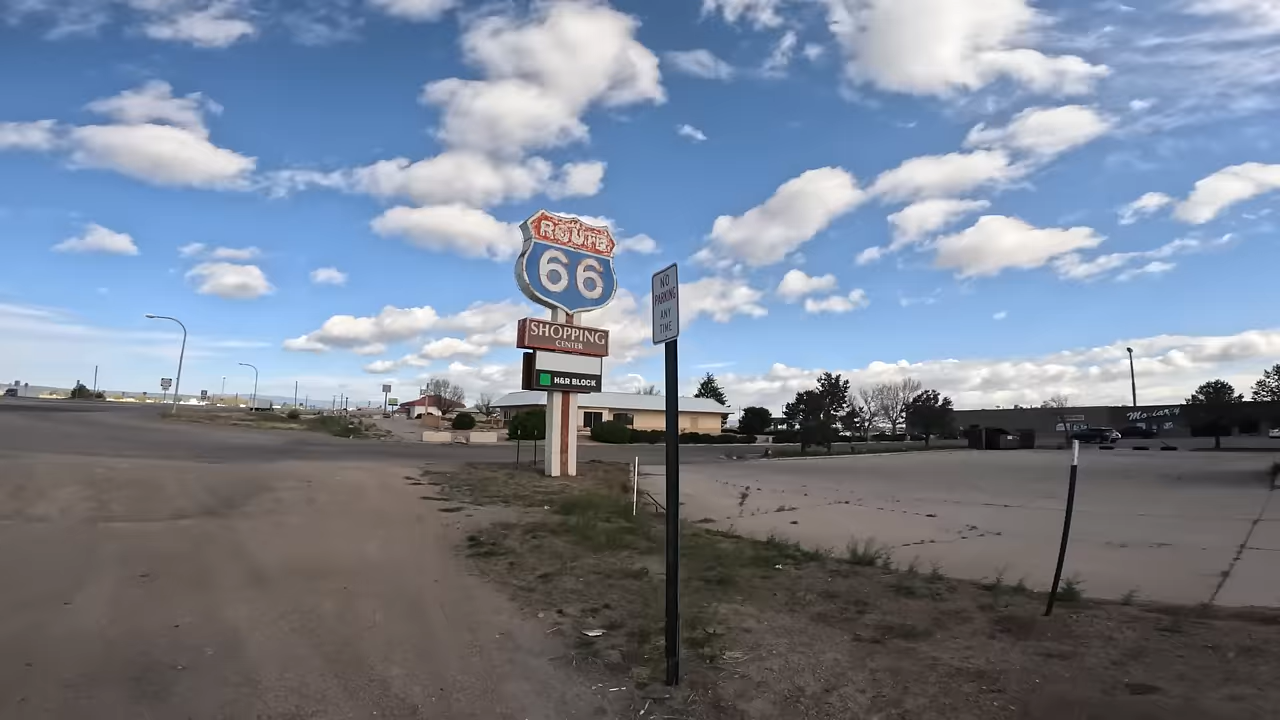 ROUTE
66
SHOPPING
CENTER
H&R BLOCK
NO
PARKING
ANY
TIME
Moriarty